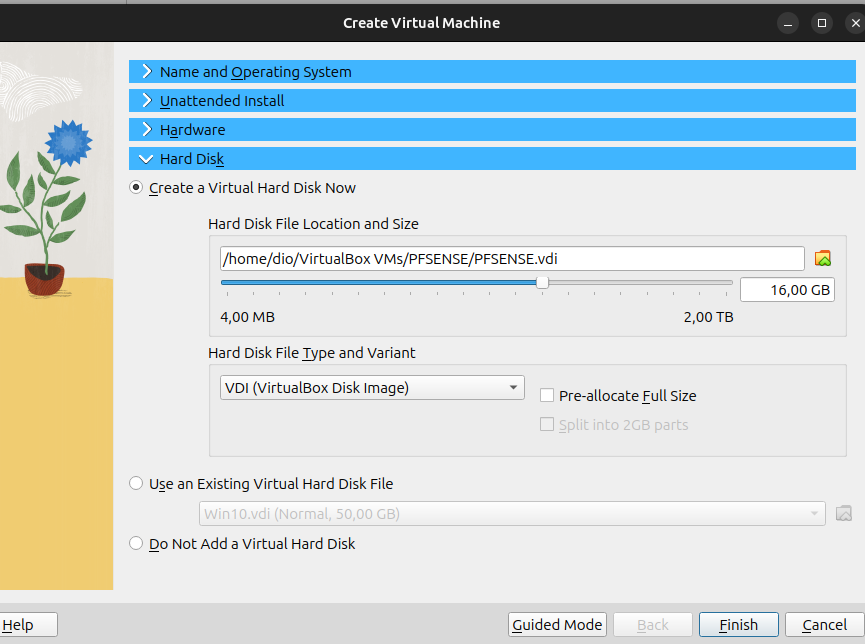 Create Virtual Machine
Name and Operating System
Unattended Install
Hardware
Hard Disk
Create a Virtual Hard Disk Now
Hard Disk File Location and Size
/home/dio/VirtualBox VMs/PFSENSE/PFSENSE.vdi
16,00 GB
4,00 MB 2,00 TB
Hard Disk File Type and Variant
VDI (VirtualBox Disk Image)
Pre-allocate Full Size
Split into 2GB parts
Use an Existing Virtual Hard Disk File
Win10.vdi (Normal, 50,00 GB)
Do Not Add a Virtual Hard Disk
Help Guided Mode Back Finish Cancel